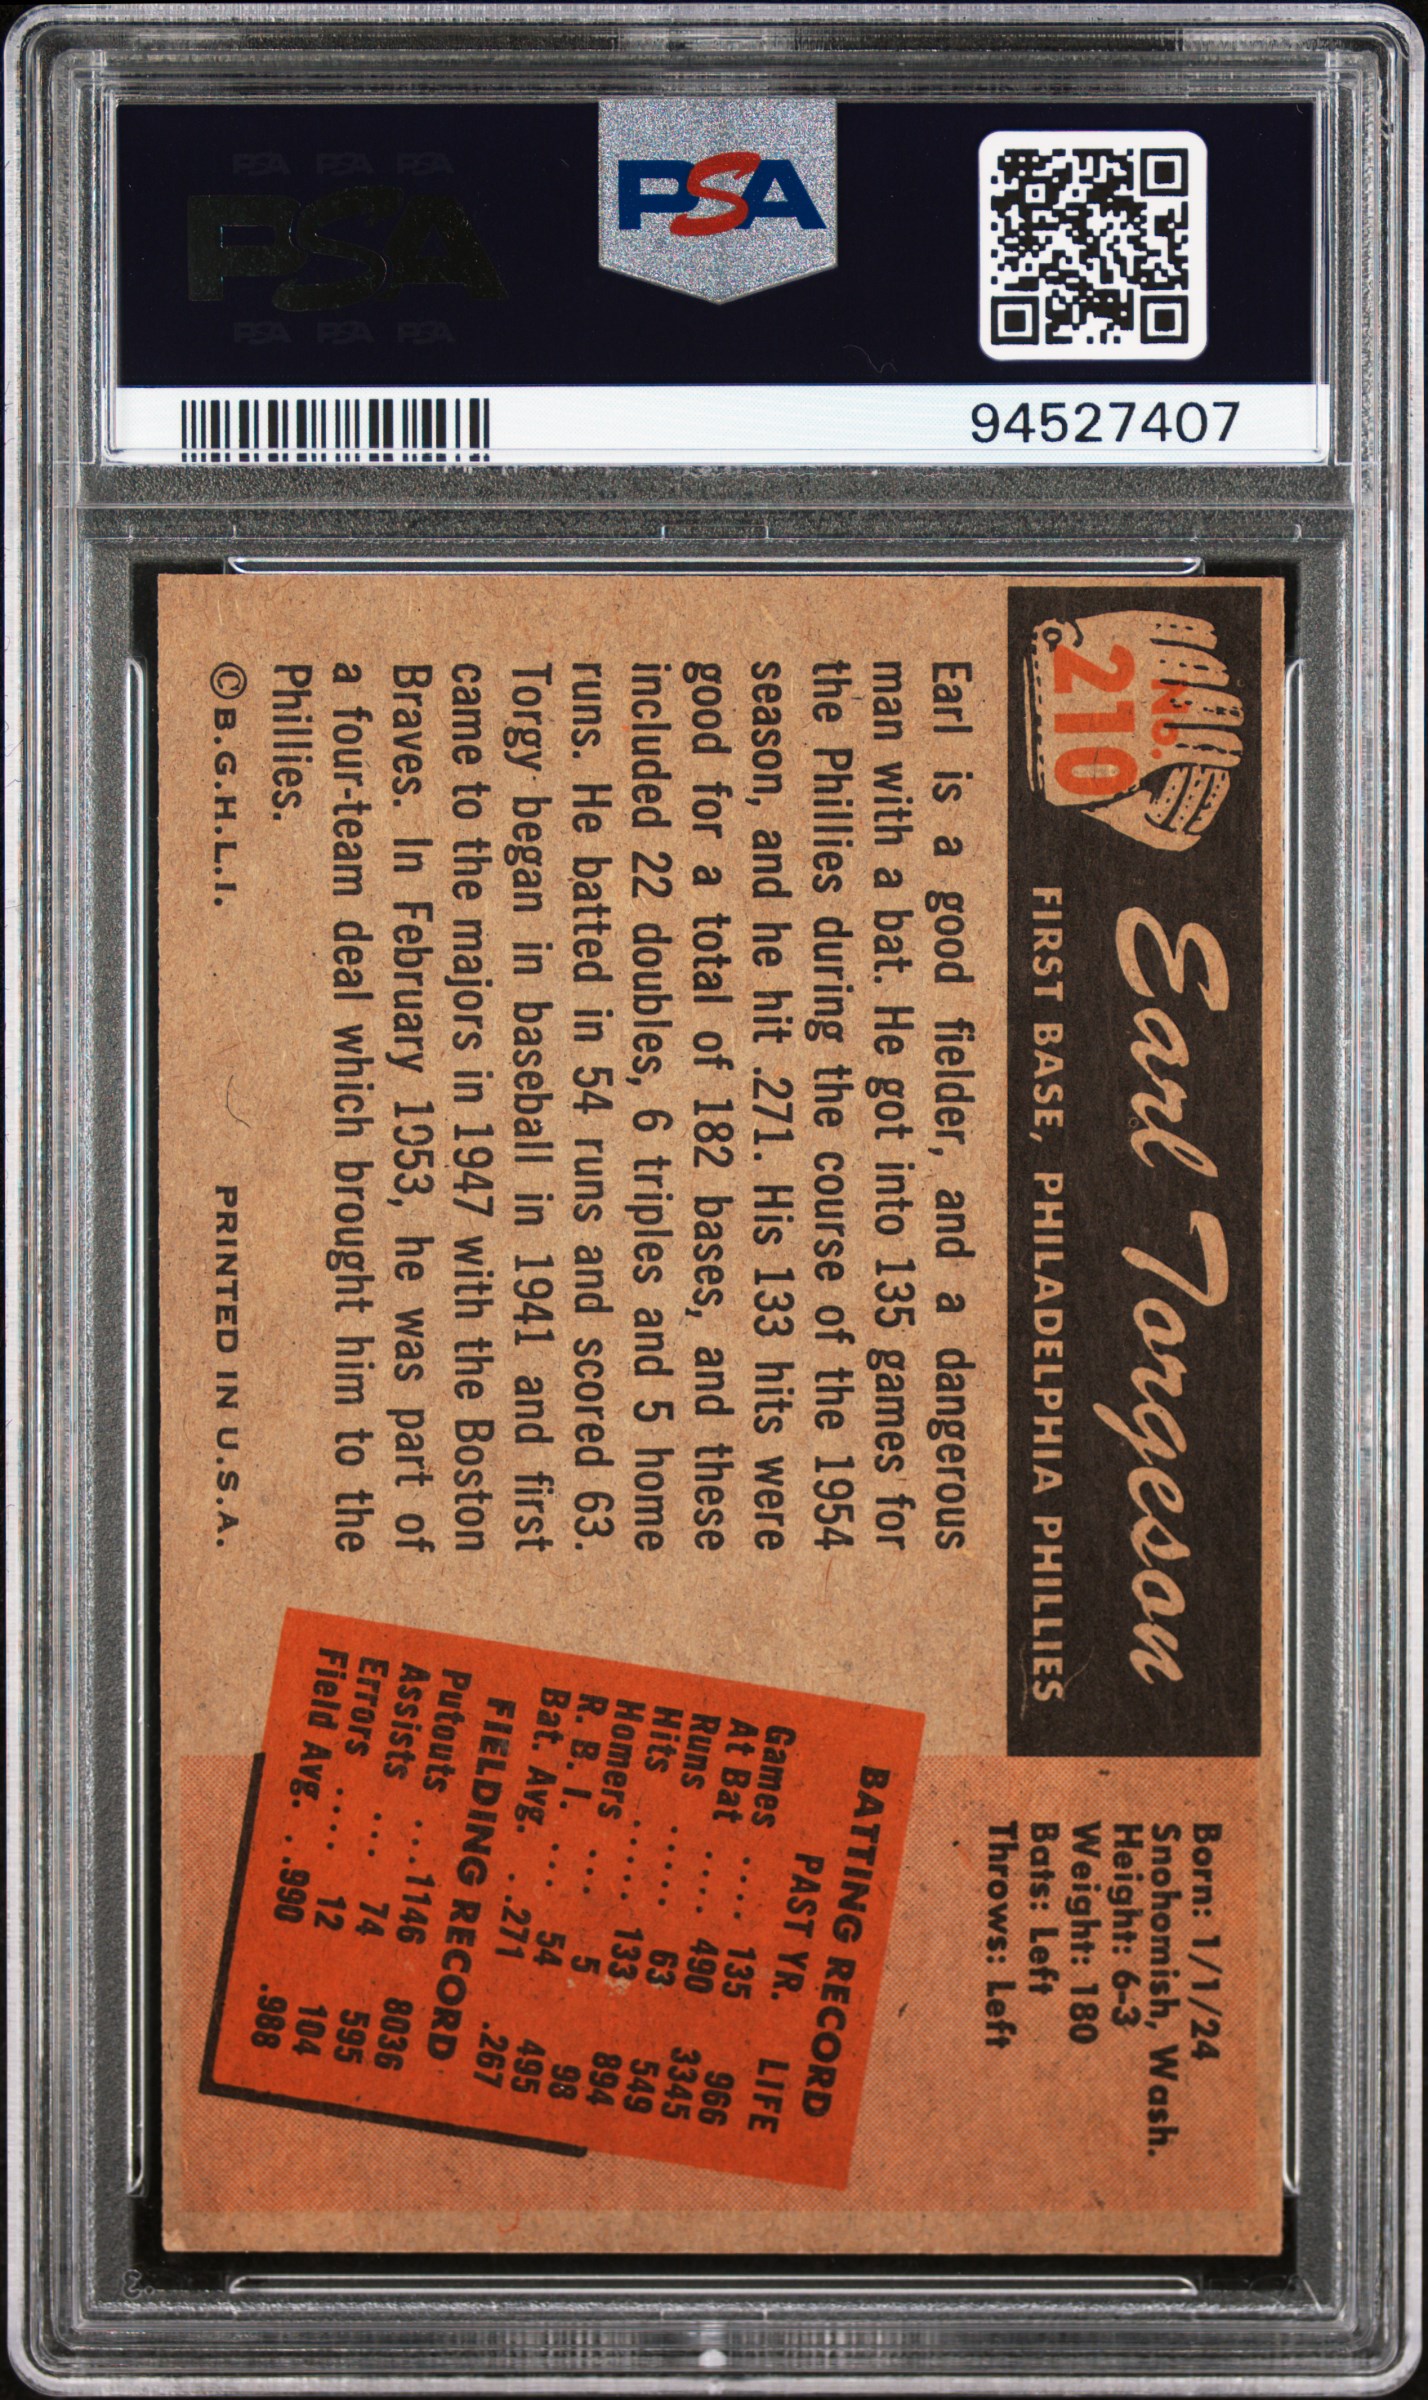 PSA PSA PSA
PSA
PSA PSA PSA
PSA
94527407
No.
210
Earl Torgeson
FIRST BASE, PHILADELPHIA PHILLIES
Earl is a good fielder, and a dangerous
man with a bat. He got into 135 games for
the Phillies during the course of the 1954
season, and he hit .271. His 133 hits were
good for a total of 182 bases, and these
included 22 doubles, 6 triples and 5 home
runs. He batted in 54 runs and scored 63.
Torgy began in baseball in 1941 and first
came to the majors in 1947 with the Boston
Braves. In February 1953, he was part of
a four-team deal which brought him to the
Phillies.
© B.G.H.L.I. PRINTED IN U.S.A.
Born: 1/1/24
Snohomish, Wash.
Height: 6-3
Weight: 180
Bats: Left
Throws: Left
BATTING RECORD
PAST YR. LIFE
Games .... 135 966
At Bat .... 490 3345
Runs ..... 63 549
Hits ..... 133 894
Homers ... 5 98
R. B. I. ... 54 495
Bat. Avg. ..271 .267
FIELDING RECORD
Putouts ...1146 8036
Assists ... 74 595
Errors .... 12 104
Field Avg. ..990 .988